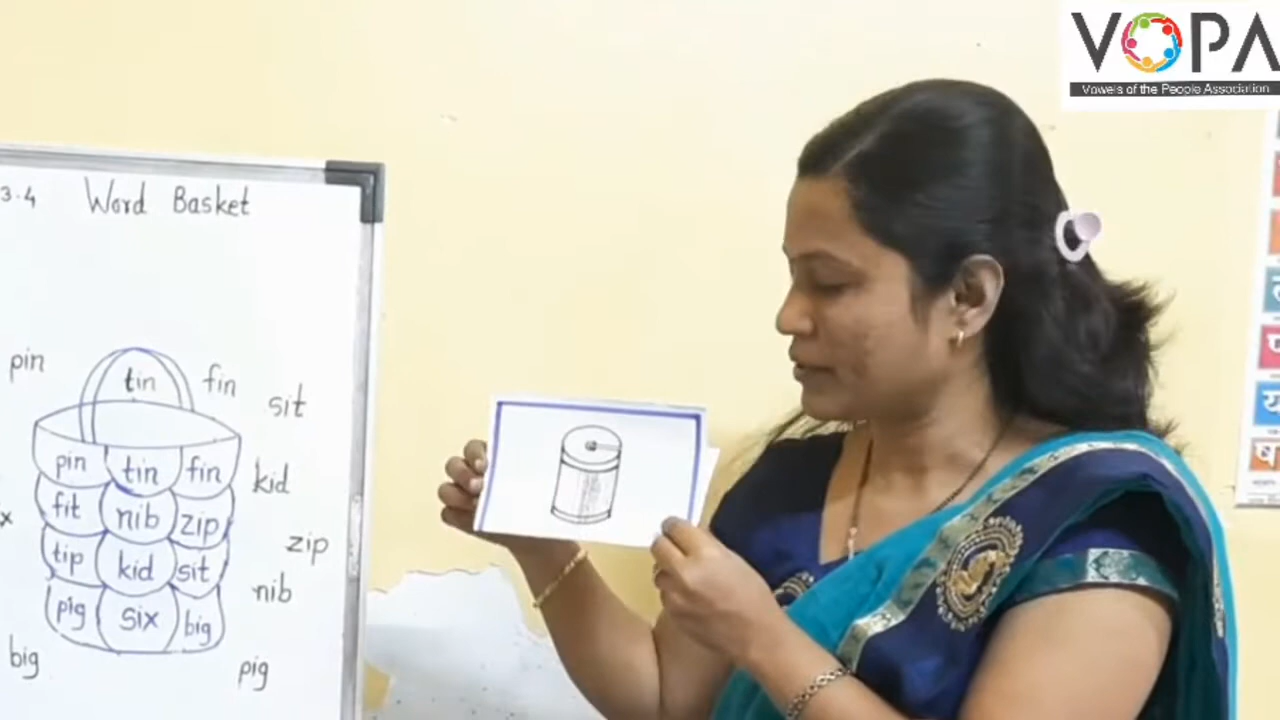 VOPA
Vowels of the People Association
3.4 Word Basket
pin
tin
fin
sit
pin tin fin
kid
fit nib zip
x
zip
tip kid sit
nib
pig six big
big
pig
प
य
ष